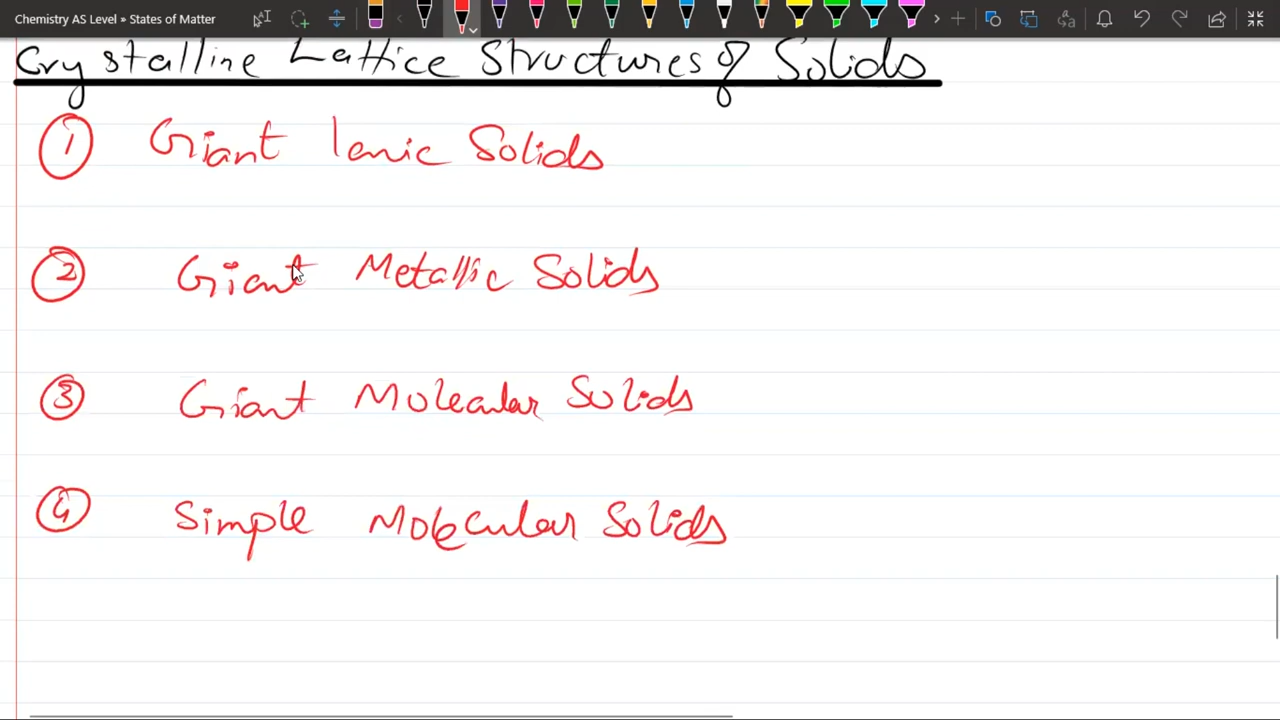 Chemistry AS Level » States of Matter
Crystalline Lattice Structures of Solids
1 Giant Ionic Solids
2 Giant Metallic Solids
3 Giant Molecular Solids
4 Simple Molecular Solids